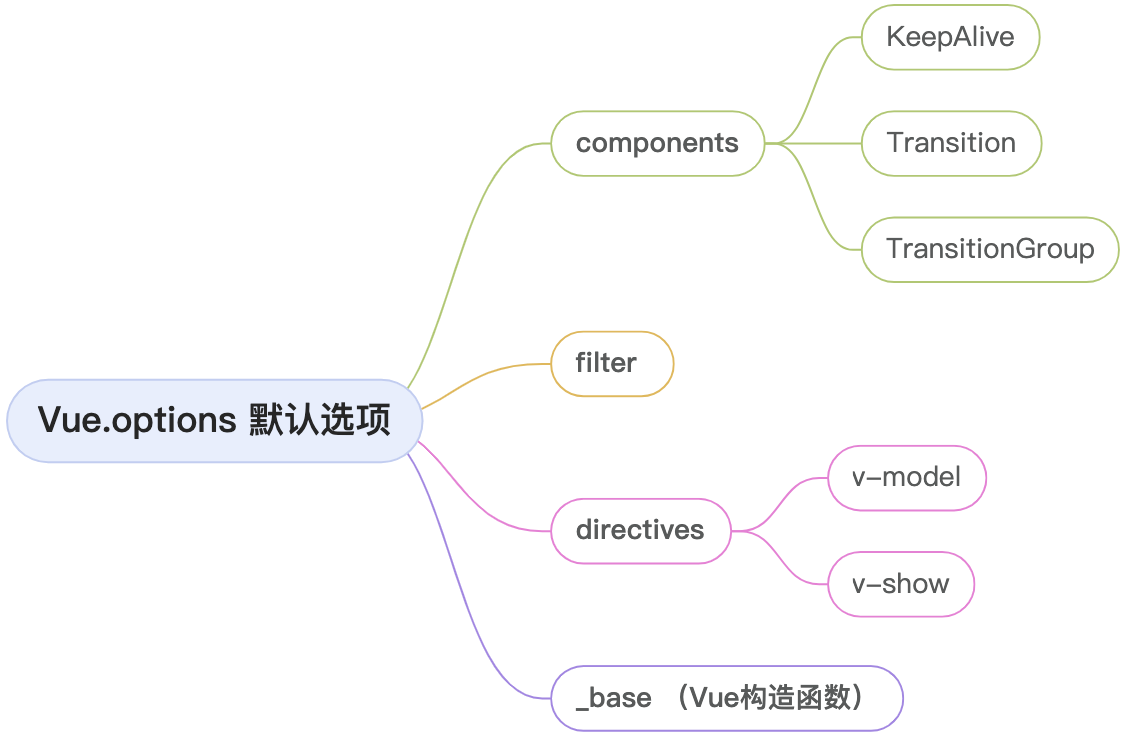 Vue.options 默认选项
components
KeepAlive
Transition
TransitionGroup
filter
directives
v-model
v-show
_base （Vue构造函数）